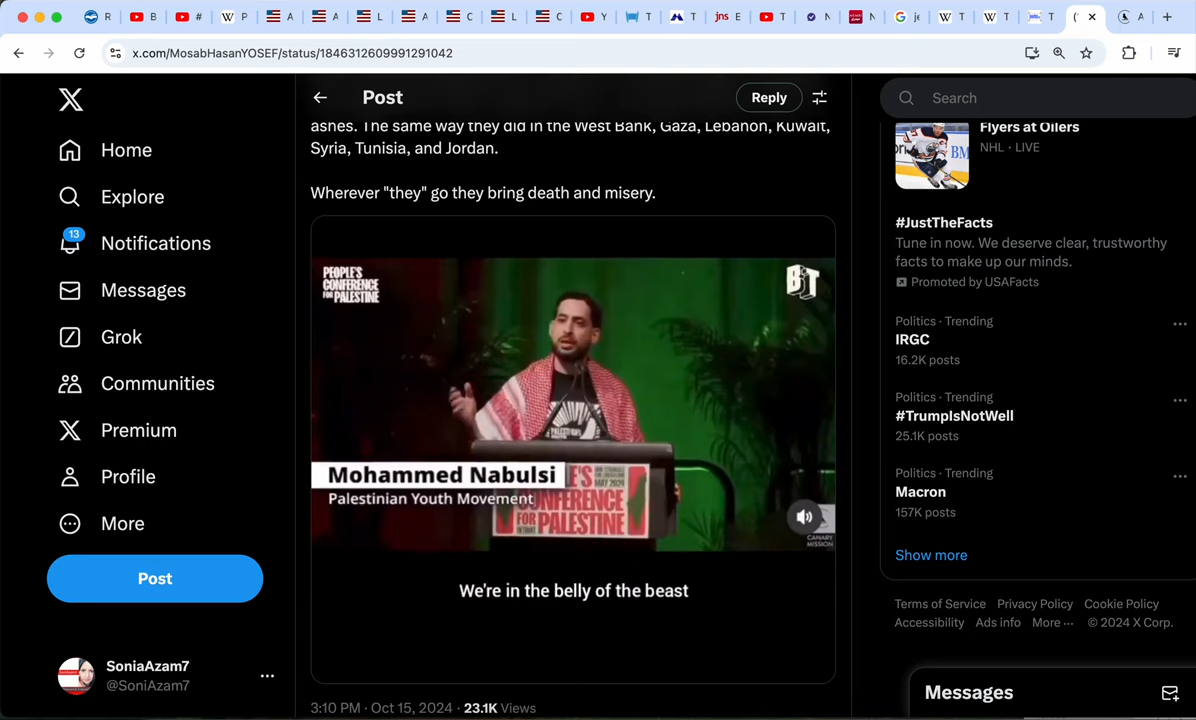 R
B
#
W P
A
A
L
A
C
L
C
Y
T
T
jns E
T
N
N
G je
W T
W T
T
(
A
x.com/MosabHasanYOSEF/status/1846312609991291042
Post
Reply
Search
Home
Explore
13
Notifications
Messages
Grok
Communities
Premium
Profile
More
Post
SoniaAzam7
@SoniAzam7
ashes. The same way they did in the West Bank, Gaza, Lebanon, Kuwait,
Syria, Tunisia, and Jordan.
Wherever "they" go they bring death and misery.
PEOPLE'S
CONFERENCE
FOR PALESTINE
BT
Mohammed Nabulsi
Palestinian Youth Movement
E'S
CONFERENCE
FOR PALESTINE
CANARY
MISSION
We're in the belly of the beast
3:10 PM · Oct 15, 2024 · 23.1K Views
Flyers at Oilers
NHL · LIVE
#JustTheFacts
Tune in now. We deserve clear, trustworthy
facts to make up our minds.
Promoted by USAFacts
Politics · Trending
IRGC
16.2K posts
Politics · Trending
#TrumpIsNotWell
25.1K posts
Politics · Trending
Macron
157K posts
Show more
Terms of Service Privacy Policy Cookie Policy
Accessibility Ads info More ··· © 2024 X Corp.
Messages